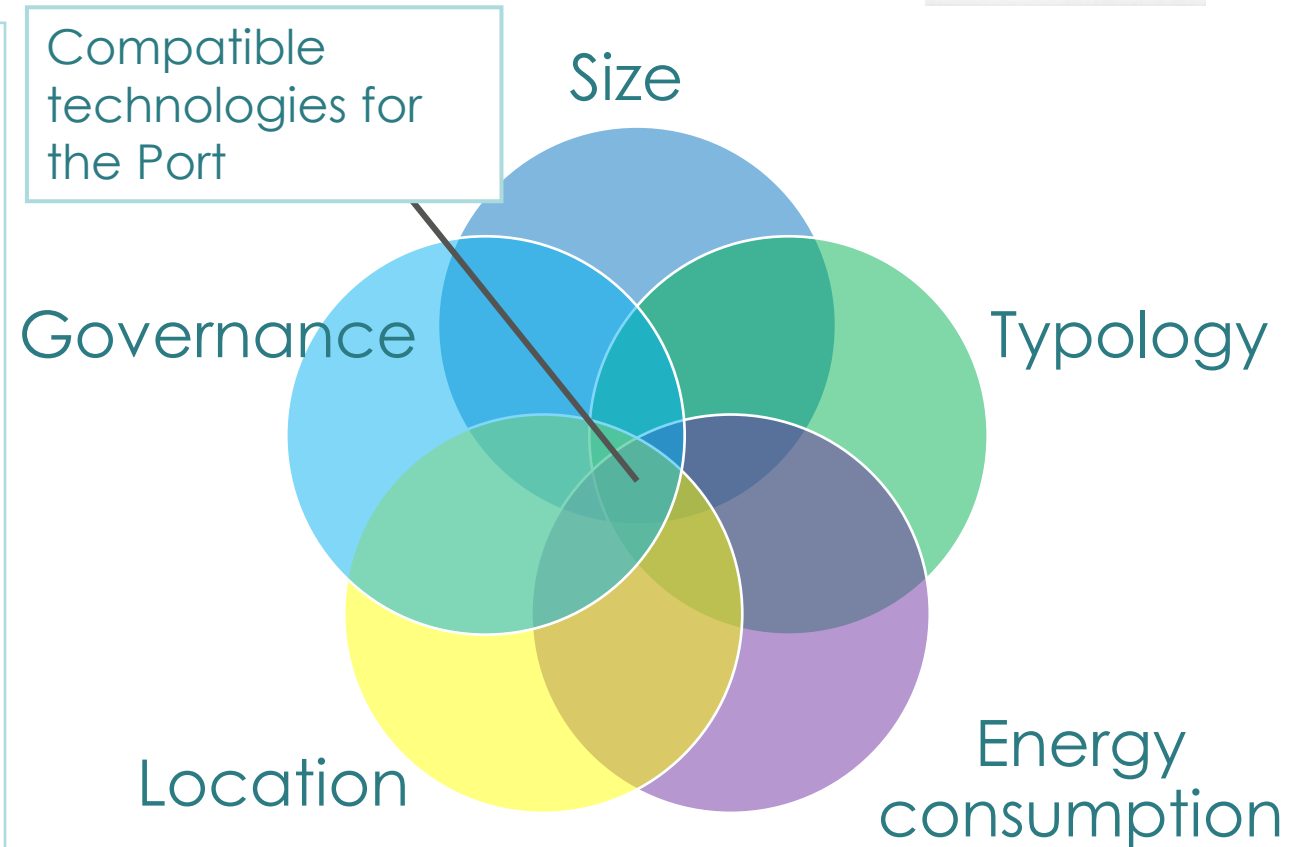 Compatible
technologies for
the Port
Size
Governance
Typology
Location
Energy
consumption